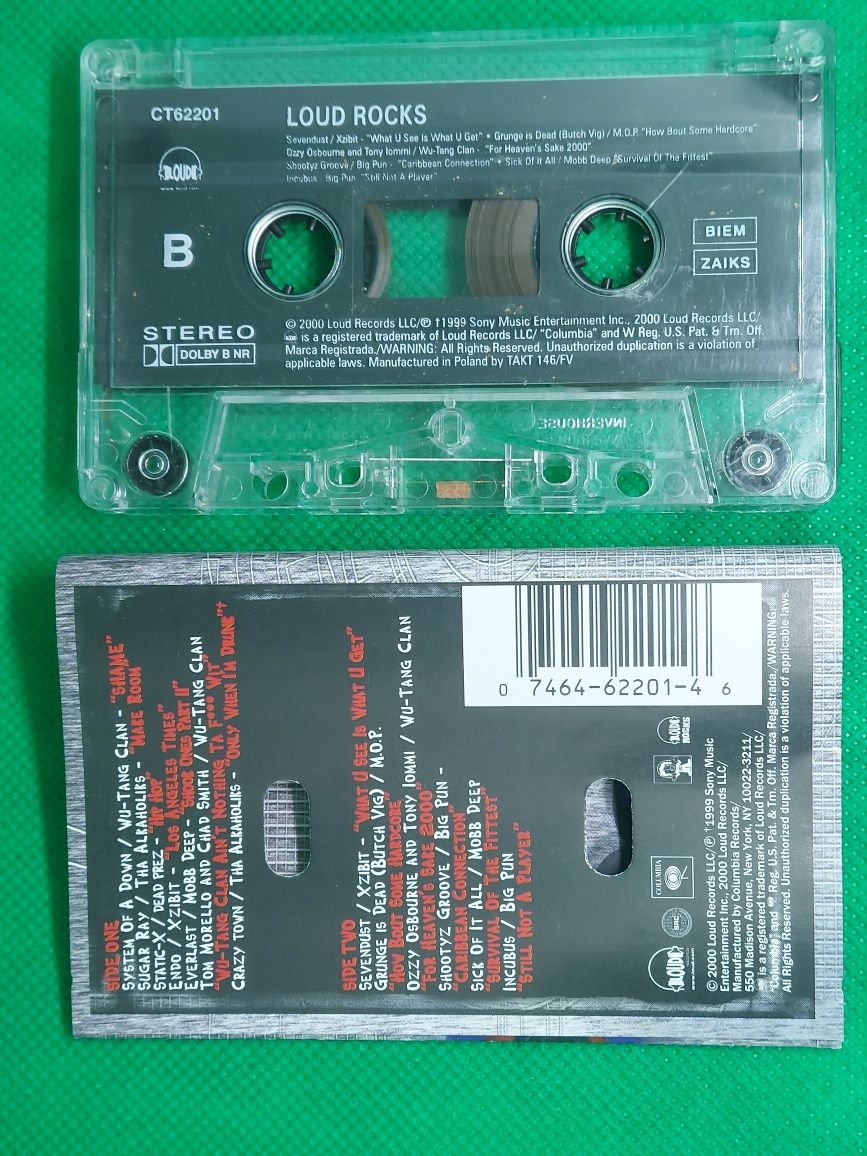 CT62201
LOUD ROCKS
Sevendust / Xzibit - "What U See Is What U Get" • Grunge is Dead (Butch Vig) / M.O.P. "How Bout Some Hardcore"
Ozzy Osbourne and Tony Iommi / Wu-Tang Clan - "For Heaven's Sake 2000"
Shootyz Groove / Big Pun - "Caribbean Connection" • Sick Of It All / Mobb Deep "Survival Of The Fittest"
Incubus / Big Pun "Still Not A Player"
LOUD
B
BIEM
ZAIKS
STEREO
DOLBY B NR
© 2000 Loud Records LLC/℗ †1999 Sony Music Entertainment Inc., 2000 Loud Records LLC/
is a registered trademark of Loud Records LLC/ "Columbia" and W Reg. U.S. Pat. & Tm. Off.
Marca Registrada./WARNING: All Rights Reserved. Unauthorized duplication is a violation of
applicable laws. Manufactured in Poland by TAKT 146/FV
INVERHOUSE
SIDE ONE
SYSTEM OF A DOWN / WU-TANG CLAN - "SHAME"
SUGAR RAY / THA ALKAHOLIKS - "MAKE ROOM"
STATIC-X / DEAD PREZ - "HIP HOP"
ENDO / XZIBIT - "LOS ANGELES TIMES"
EVERLAST / MOBB DEEP - "SHOOK ONES PART II"
TOM MORELLO AND CHAD SMITH / WU-TANG CLAN
"WU-TANG CLAN AIN'T NOTHING TA F*** WIT"
CRAZY TOWN / THA ALKAHOLIKS - "ONLY WHEN I'M DRUNK"†
SIDE TWO
SEVENDUST / XZIBIT - "WHAT U SEE IS WHAT U GET"
GRUNGE IS DEAD (BUTCH VIG) / M.O.P.
"HOW BOUT SOME HARDCORE"
OZZY OSBOURNE AND TONY IOMMI / WU-TANG CLAN
"FOR HEAVEN'S SAKE 2000"
SHOOTYZ GROOVE / BIG PUN -
"CARIBBEAN CONNECTION"
SICK OF IT ALL / MOBB DEEP
"SURVIVAL OF THE FITTEST"
INCUBUS / BIG PUN
"STILL NOT A PLAYER"
0 7464-62201-4 6
LOUD
ROCKS
COLUMBIA
LOUD
www.loud.com
© 2000 Loud Records LLC/℗ †1999 Sony Music
Entertainment Inc., 2000 Loud Records LLC/
Manufactured by Columbia Records/
550 Madison Avenue, New York, NY 10022-3211/
is a registered trademark of Loud Records LLC/
"Columbia" and Reg. U.S. Pat. & Tm. Off. Marca Registrada./WARNING:
All Rights Reserved. Unauthorized duplication is a violation of applicable laws.